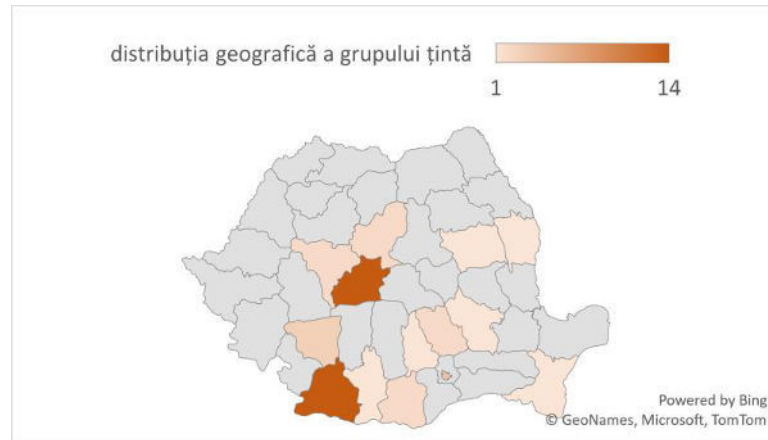 distribuția geografică a grupului țintă
1 14
Powered by Bing
© GeoNames, Microsoft, TomTom